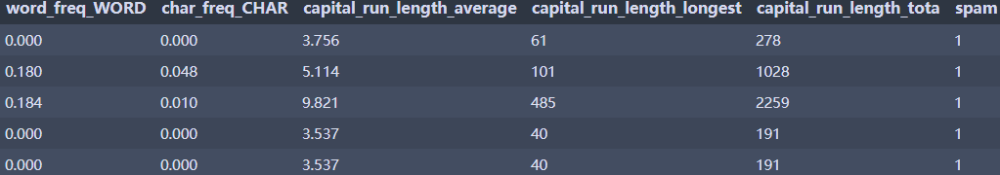 word_freq_WORD char_freq_CHAR capital_run_length_average capital_run_length_longest capital_run_length_tota spam
0.000 0.000 3.756 61 278 1
0.180 0.048 5.114 101 1028 1
0.184 0.010 9.821 485 2259 1
0.000 0.000 3.537 40 191 1
0.000 0.000 3.537 40 191 1